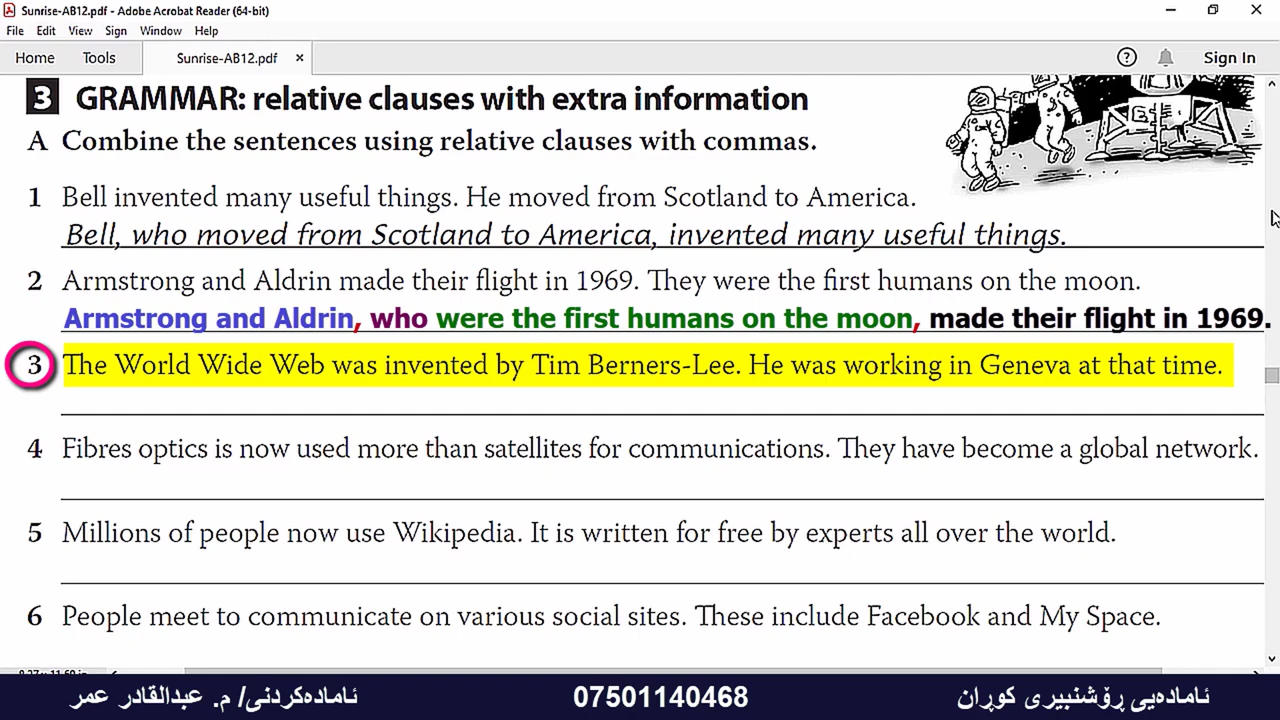 Sunrise-AB12.pdf - Adobe Acrobat Reader (64-bit)
File Edit View Sign Window Help
Home Tools Sunrise-AB12.pdf × ? Sign In
3 GRAMMAR: relative clauses with extra information
A Combine the sentences using relative clauses with commas.
1 Bell invented many useful things. He moved from Scotland to America.
Bell, who moved from Scotland to America, invented many useful things.
2 Armstrong and Aldrin made their flight in 1969. They were the first humans on the moon.
Armstrong and Aldrin, who were the first humans on the moon, made their flight in 1969.
3 The World Wide Web was invented by Tim Berners-Lee. He was working in Geneva at that time.
4 Fibres optics is now used more than satellites for communications. They have become a global network.
5 Millions of people now use Wikipedia. It is written for free by experts all over the world.
6 People meet to communicate on various social sites. These include Facebook and My Space.
ئامادەیی ڕۆشنبیری کوڕان 07501140468 ئامادەکردنی/ م. عبدالقادر عمر